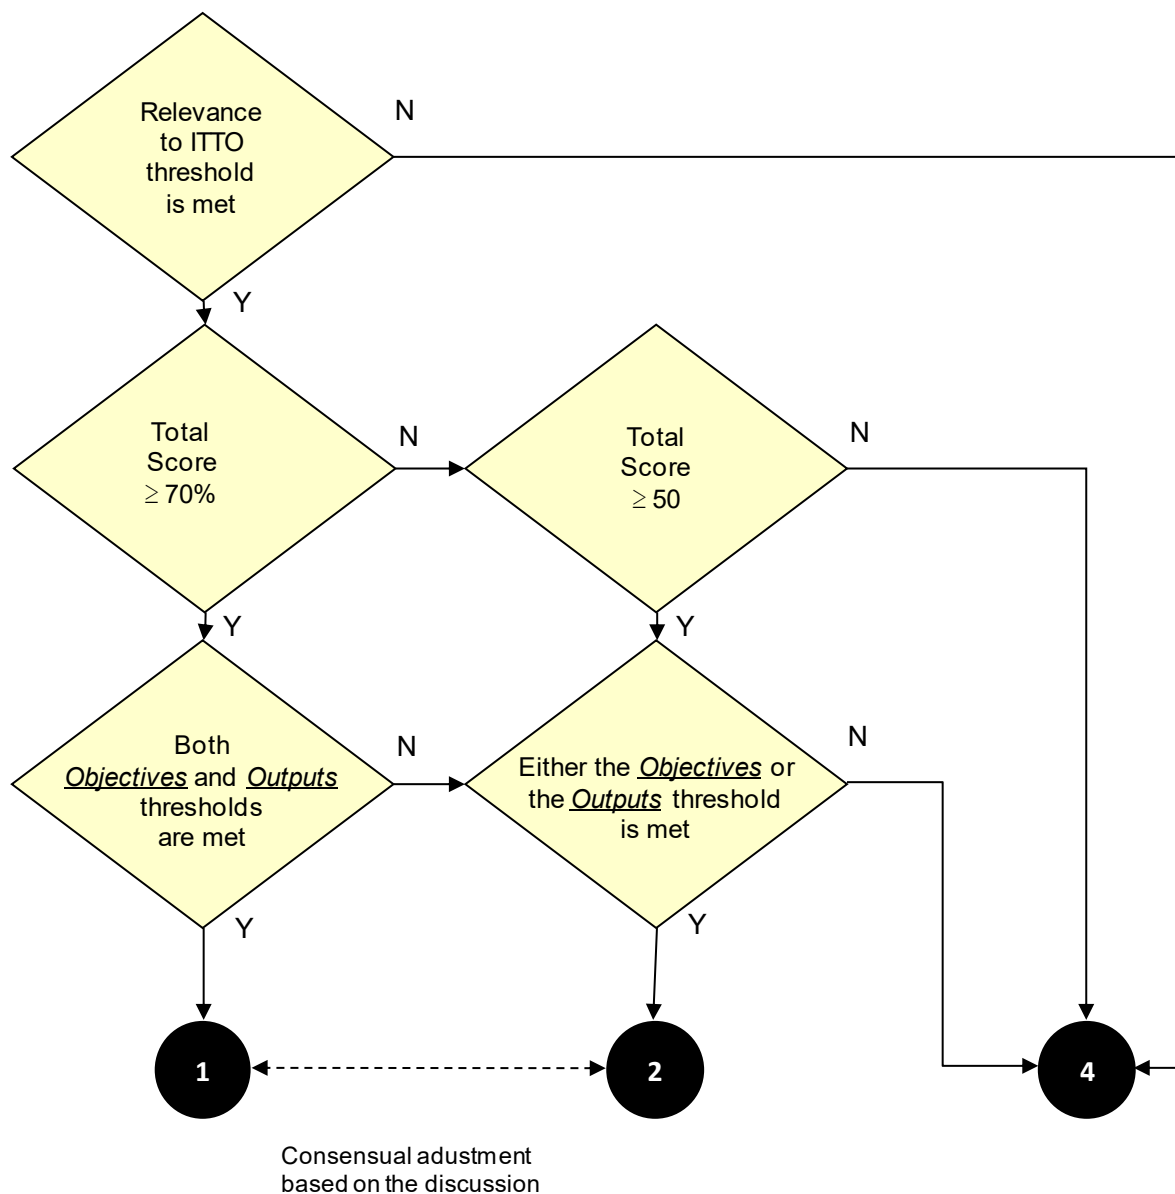 Relevance
to ITTO
threshold
is met
N
Y
Total
Score
≥ 70%
N
Total
Score
≥ 50
N
Y
Y
Both
Objectives and Outputs
thresholds
are met
N
Either the Objectives or
the Outputs threshold
is met
N
Y
Y
1
2
4
Consensual adustment
based on the discussion